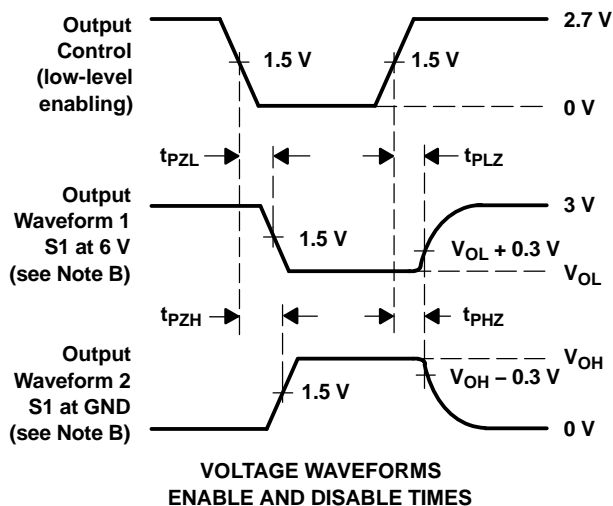 Output
Control
(low-level
enabling)
2.7 V
1.5 V
1.5 V
0 V
tPZL
tPLZ
Output
Waveform 1
S1 at 6 V
(see Note B)
3 V
1.5 V
VOL + 0.3 V
VOL
tPZH
tPHZ
Output
Waveform 2
S1 at GND
(see Note B)
VOH
1.5 V
VOH – 0.3 V
0 V
VOLTAGE WAVEFORMS
ENABLE AND DISABLE TIMES